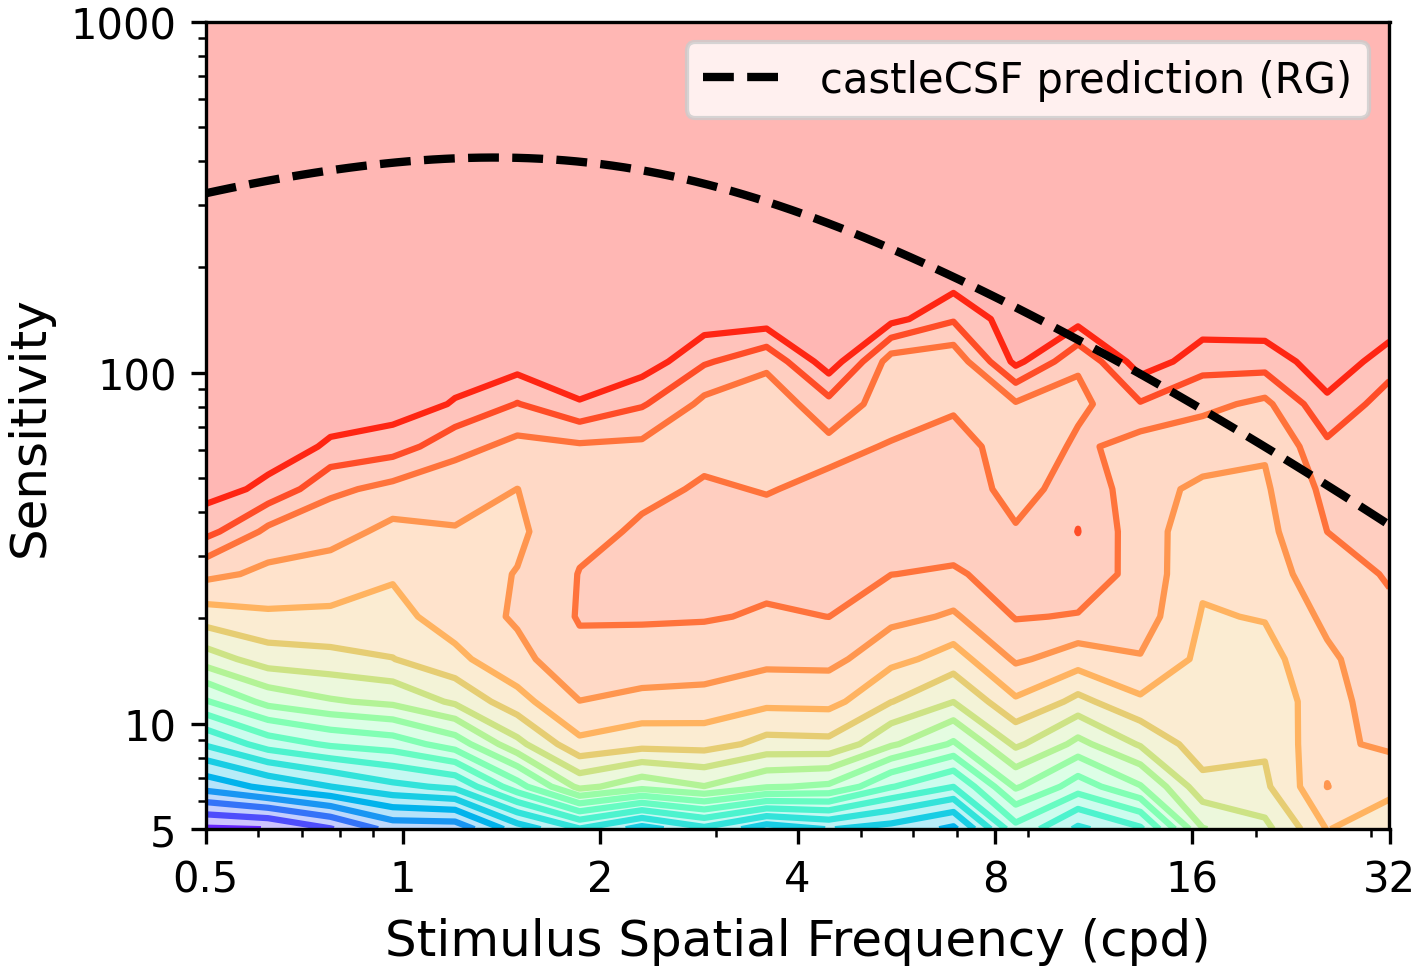 1000
100
10
5
Sensitivity
castleCSF prediction (RG)
0.5 1 2 4 8 16 32
Stimulus Spatial Frequency (cpd)